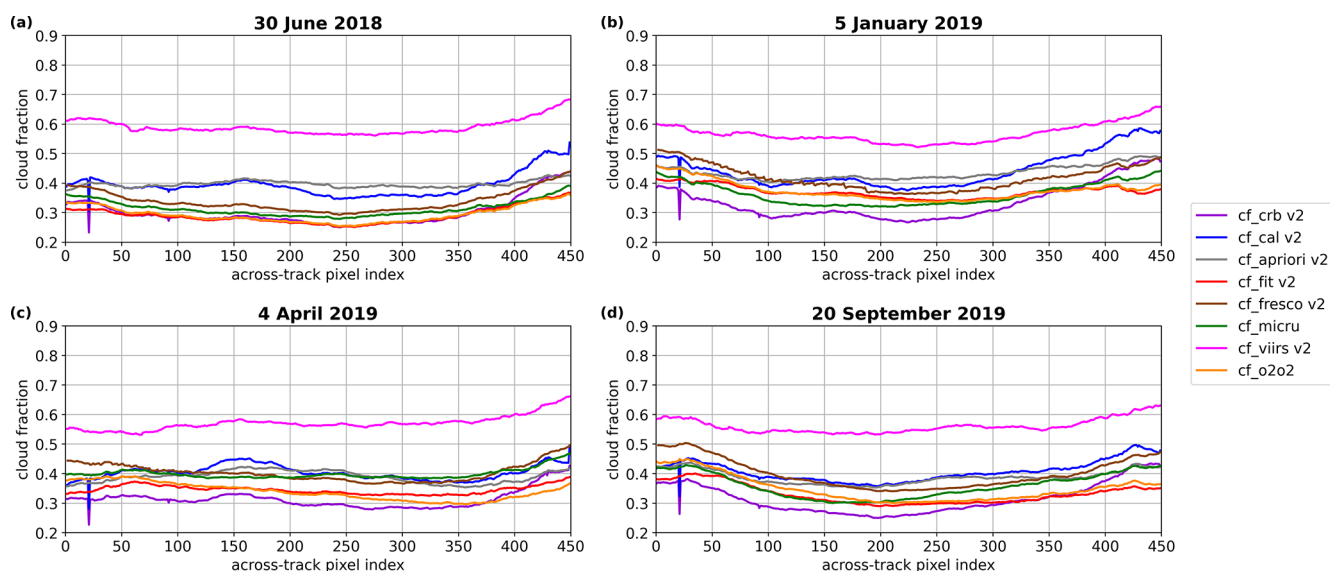 (a)
30 June 2018
0.9
0.8
0.7
0.6
0.5
0.4
0.3
0.2
cloud fraction
0 50 100 150 200 250 300 350 400 450
across-track pixel index
(b)
5 January 2019
0.9
0.8
0.7
0.6
0.5
0.4
0.3
0.2
cloud fraction
0 50 100 150 200 250 300 350 400 450
across-track pixel index
(c)
4 April 2019
0.9
0.8
0.7
0.6
0.5
0.4
0.3
0.2
cloud fraction
0 50 100 150 200 250 300 350 400 450
across-track pixel index
(d)
20 September 2019
0.9
0.8
0.7
0.6
0.5
0.4
0.3
0.2
cloud fraction
0 50 100 150 200 250 300 350 400 450
across-track pixel index
cf_crb v2
cf_cal v2
cf_apriori v2
cf_fit v2
cf_fresco v2
cf_micru
cf_viirs v2
cf_o2o2